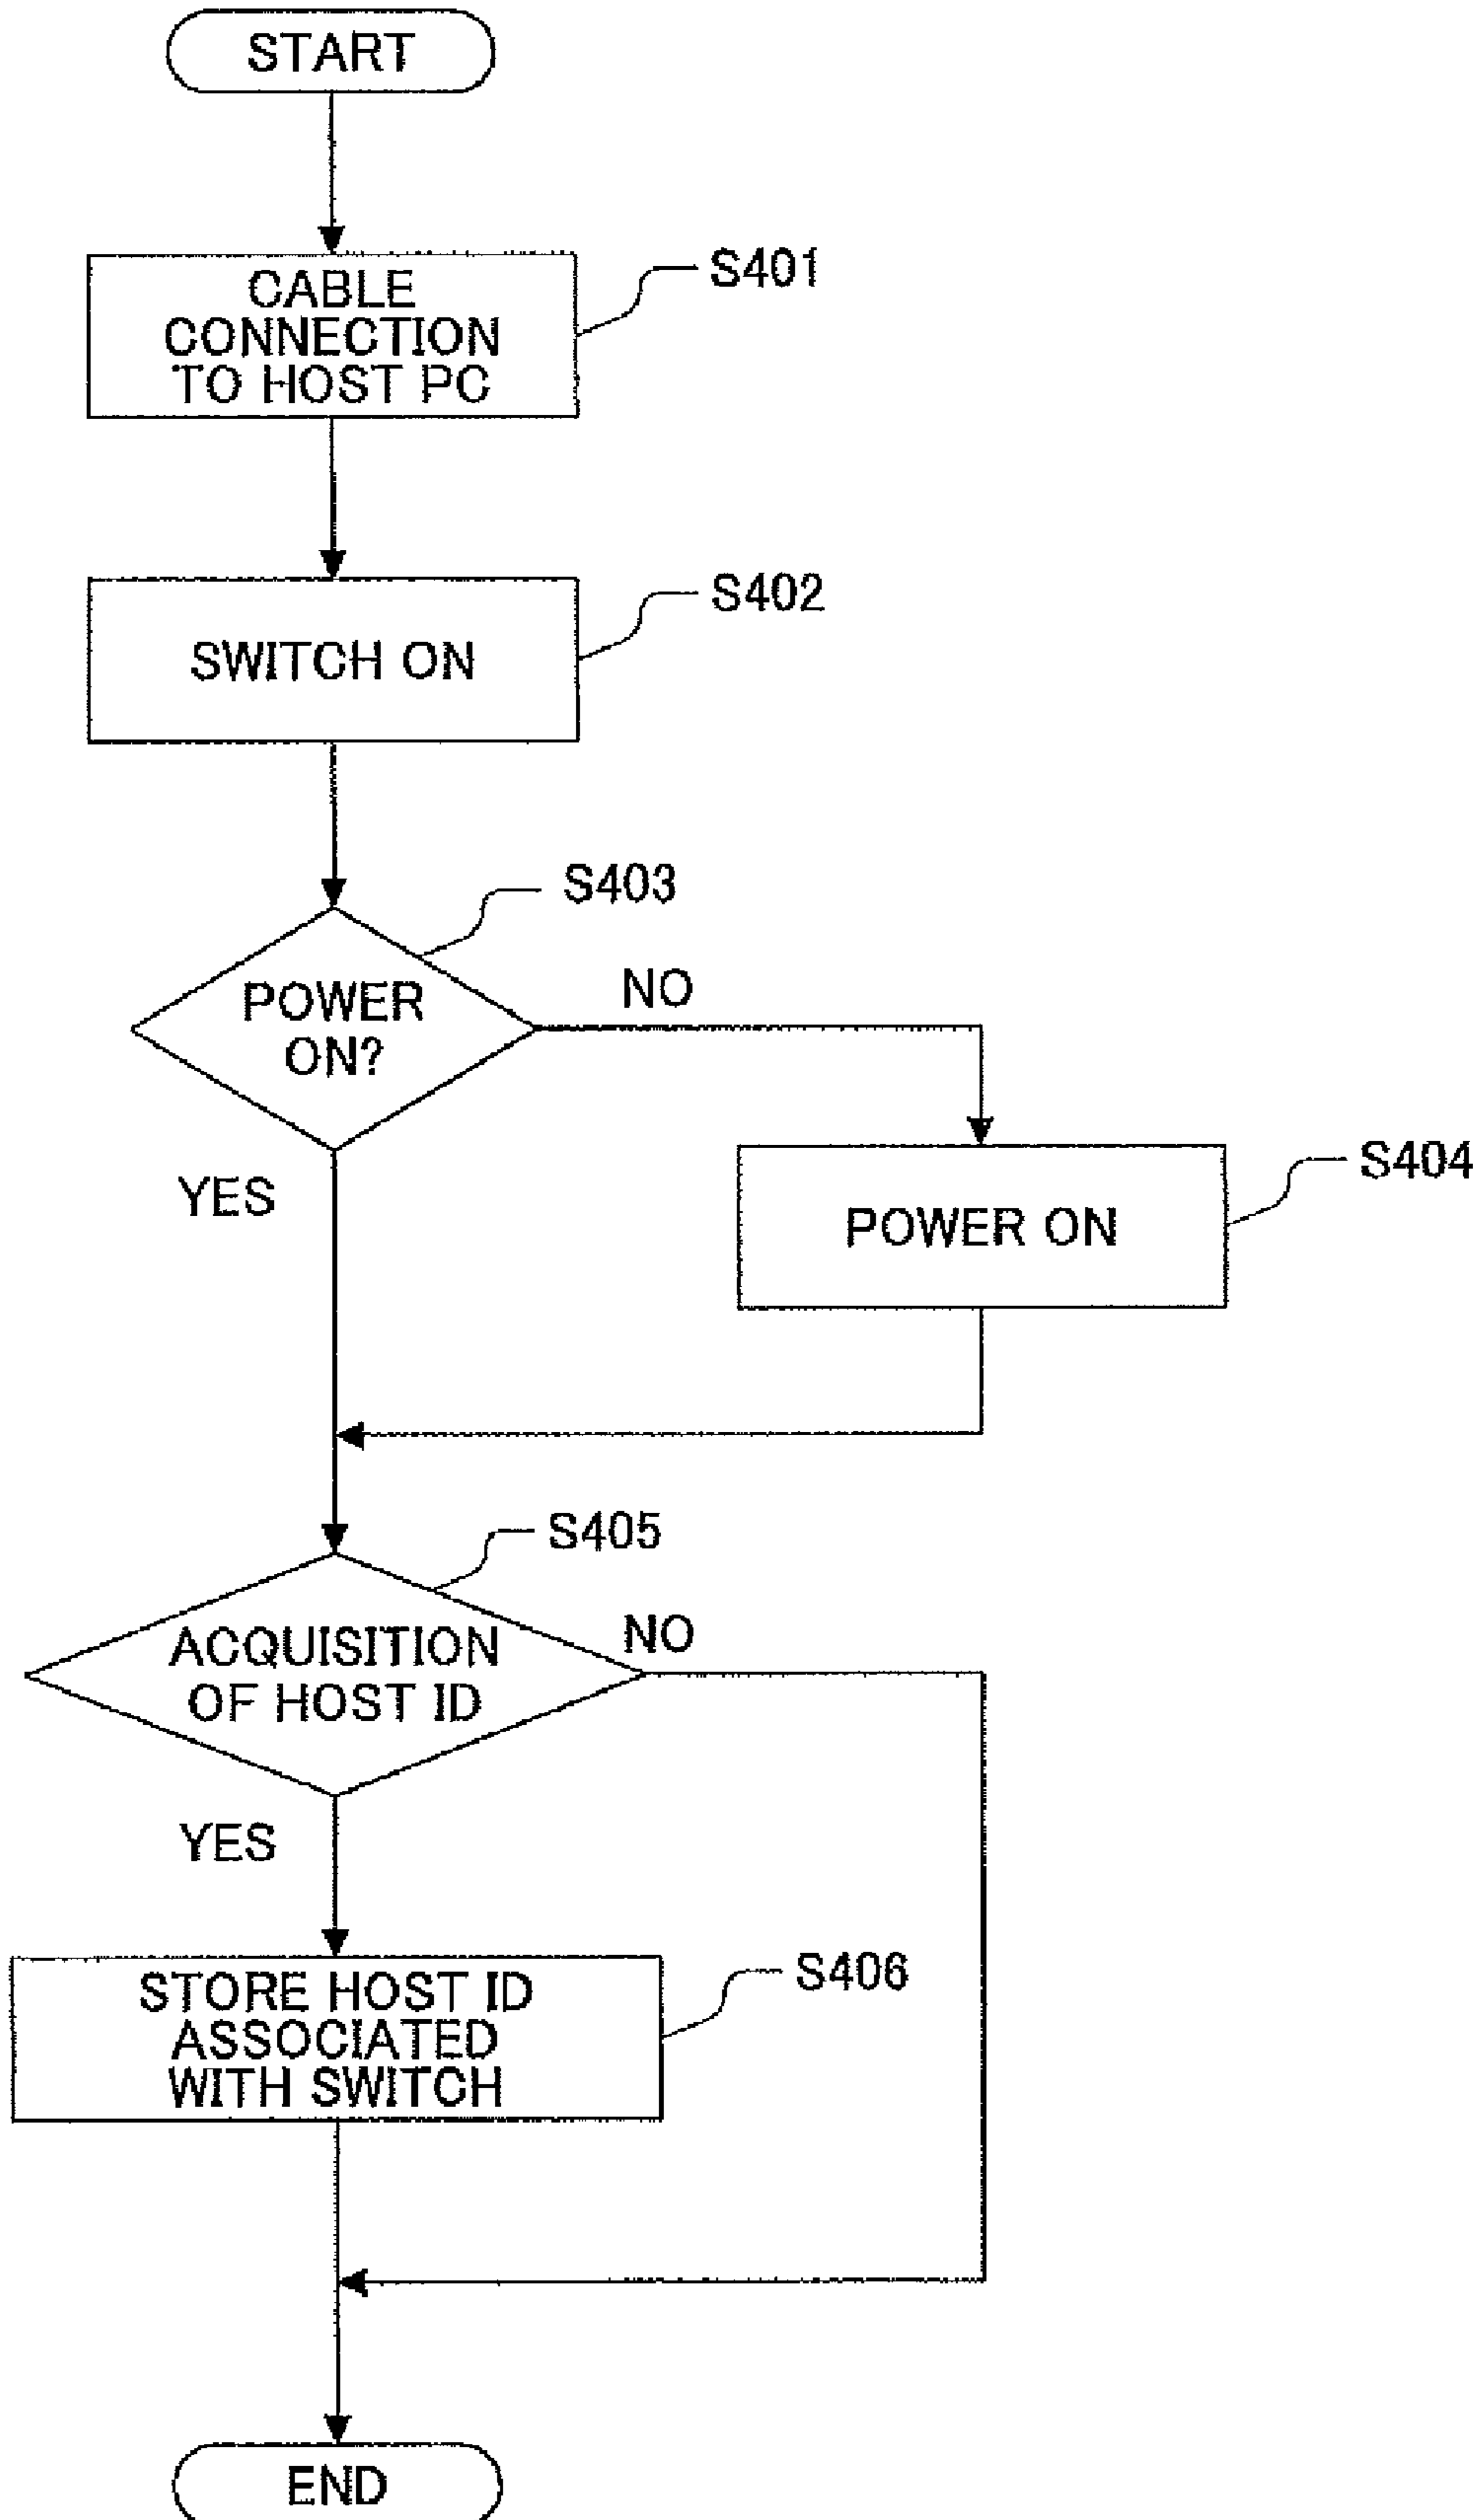 START
CABLE
CONNECTION
TO HOST PC
S401
SWITCH ON
S402
POWER
ON?
S403
NO
YES
POWER ON
S404
ACQUISITION
OF HOST ID
S405
NO
YES
STORE HOST ID
ASSOCIATED
WITH SWITCH
S406
END